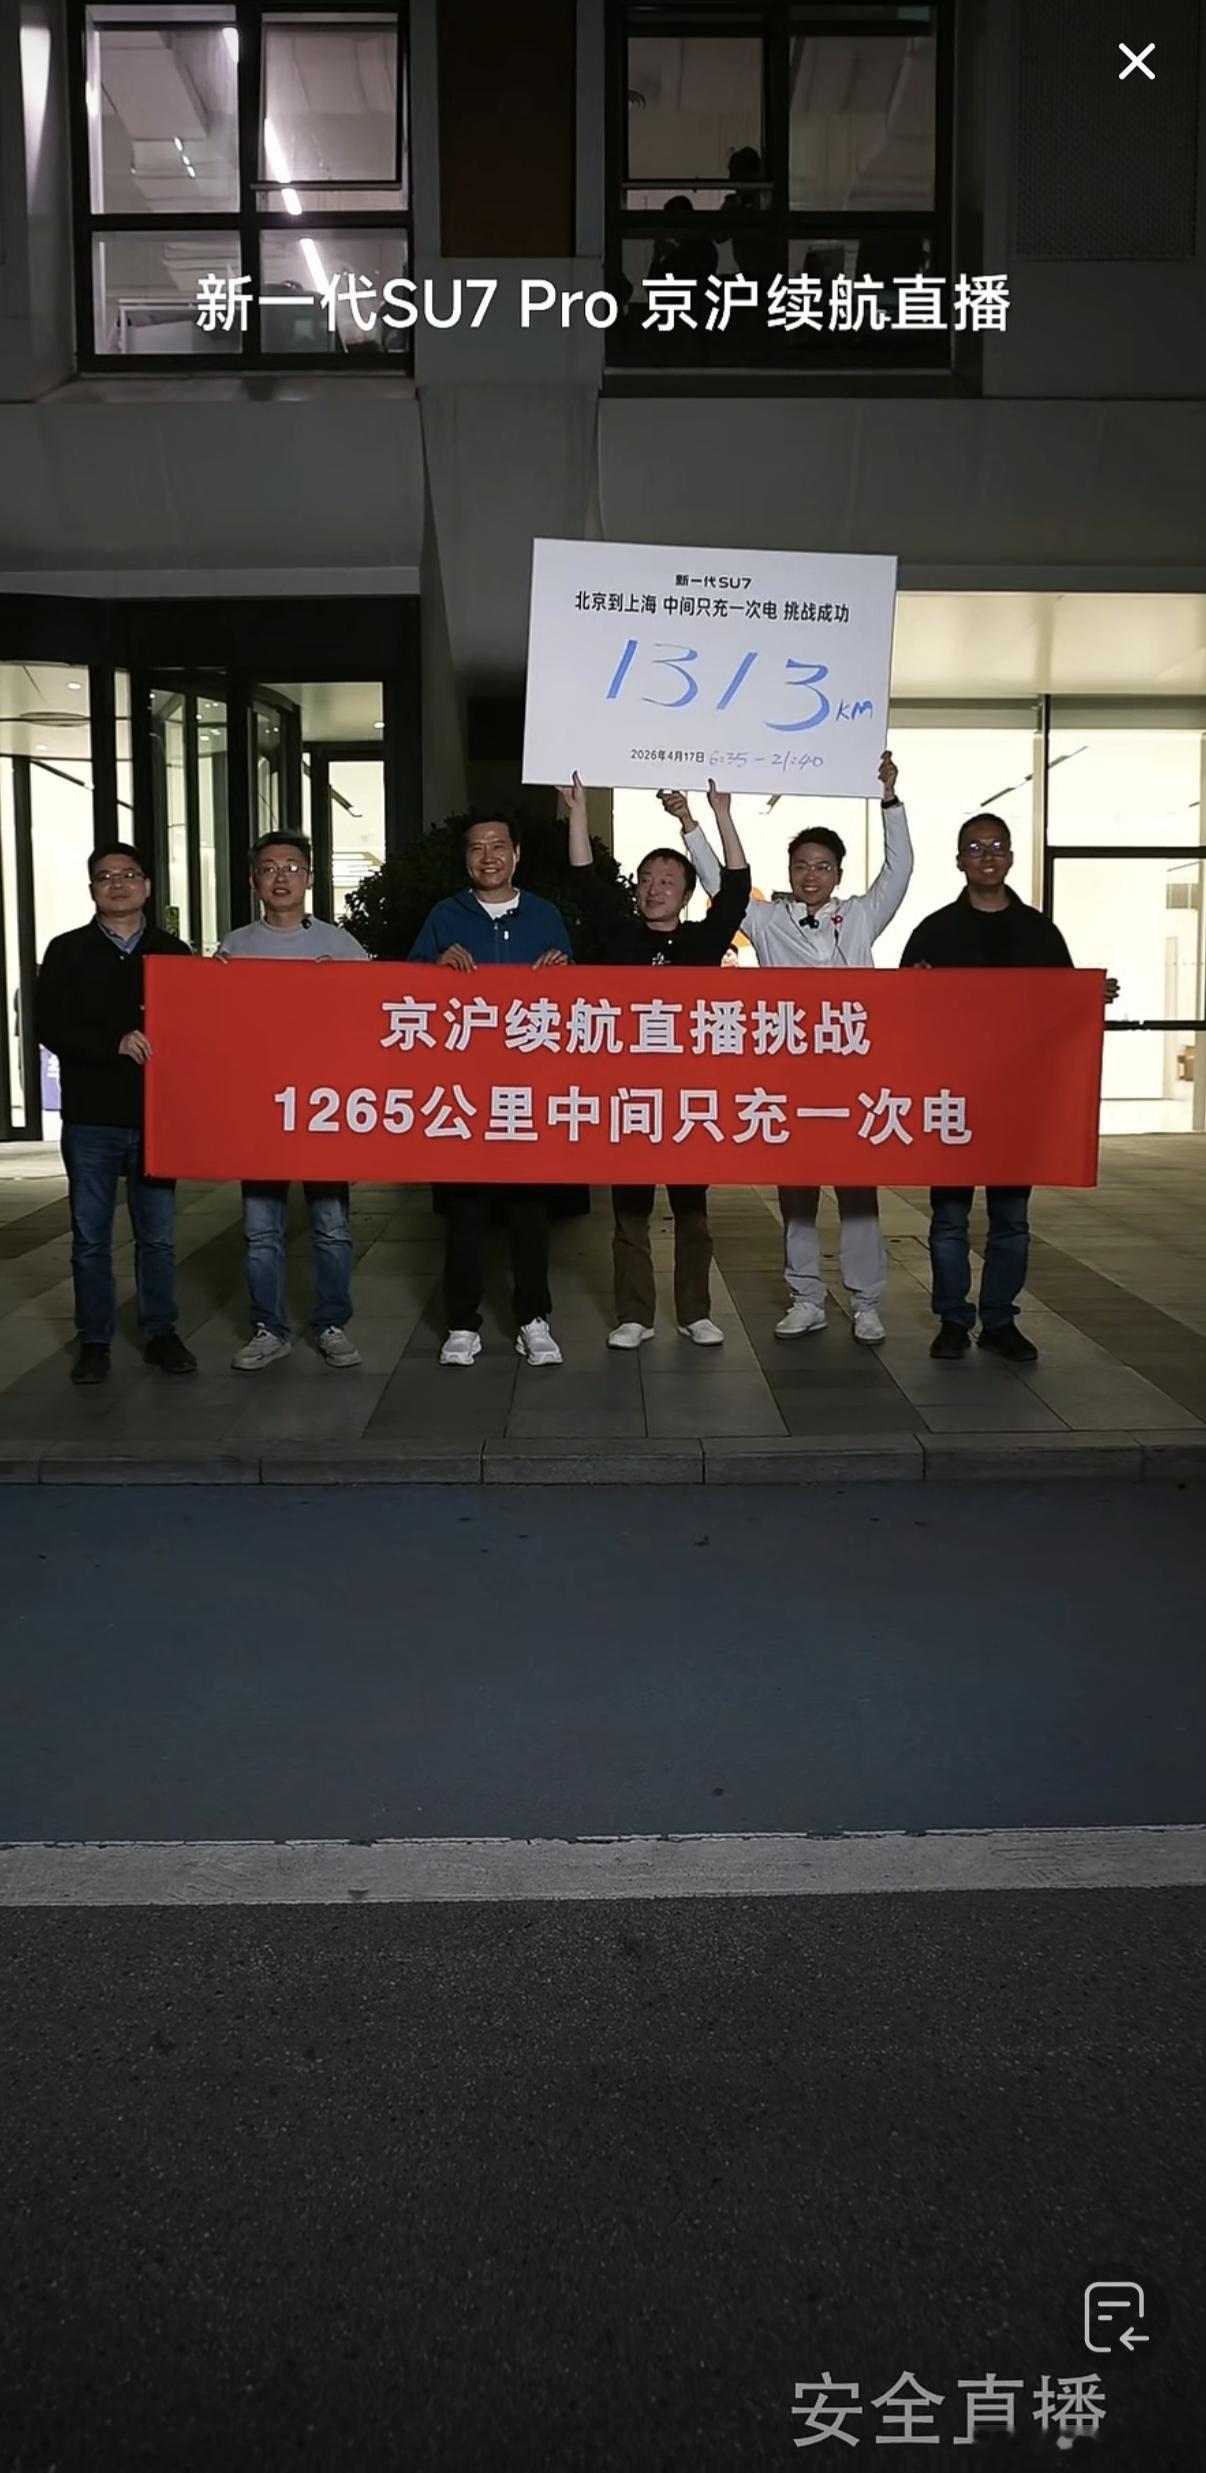 新一代SU7 Pro 京沪续航直播
新一代SU7
北京到上海 中间只充一次电 挑战成功
1313KM
2026年4月17日 6:35-21:40
京沪续航直播挑战
1265公里中间只充一次电
安全直播